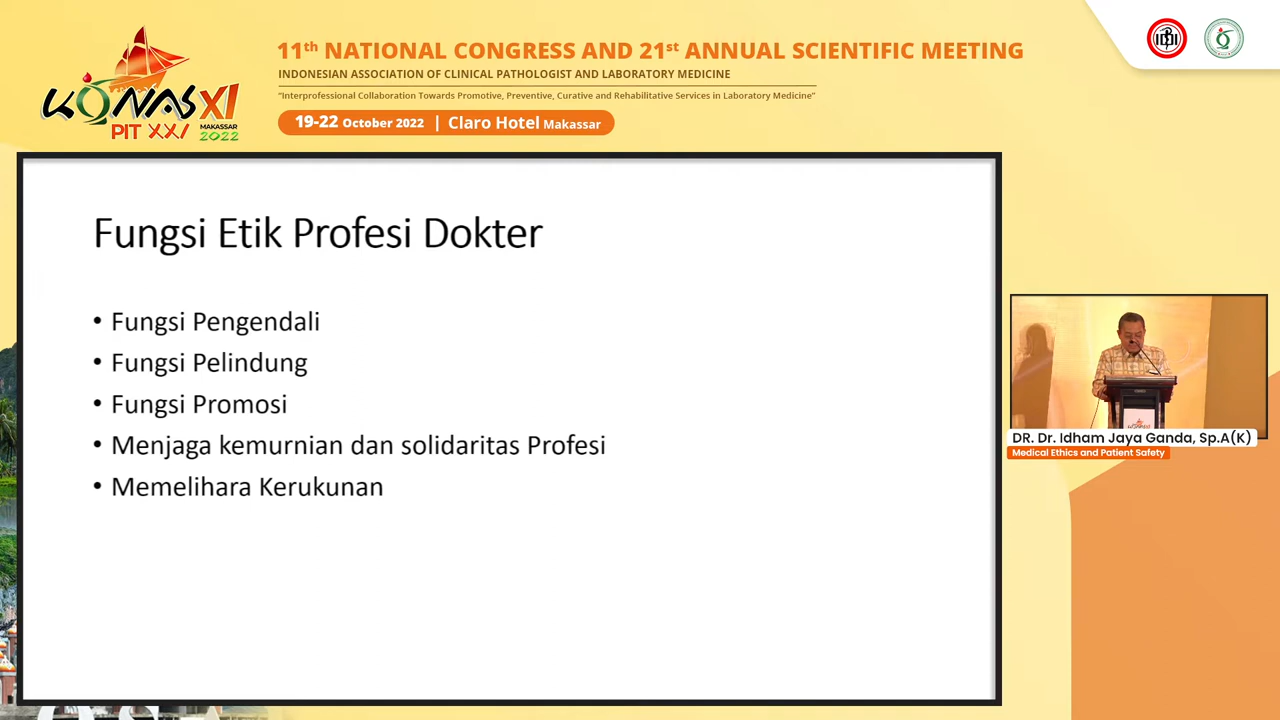 KONAS XI
PIT XXI
MAKASSAR
2022
11th NATIONAL CONGRESS AND 21st ANNUAL SCIENTIFIC MEETING
INDONESIAN ASSOCIATION OF CLINICAL PATHOLOGIST AND LABORATORY MEDICINE
“Interprofessional Collaboration Towards Promotive, Preventive, Curative and Rehabilitative Services in Laboratory Medicine”
19-22 October 2022 | Claro Hotel Makassar
Fungsi Etik Profesi Dokter
• Fungsi Pengendali
• Fungsi Pelindung
• Fungsi Promosi
• Menjaga kemurnian dan solidaritas Profesi
• Memelihara Kerukunan
DR. Dr. Idham Jaya Ganda, Sp.A(K)
Medical Ethics and Patient Safety